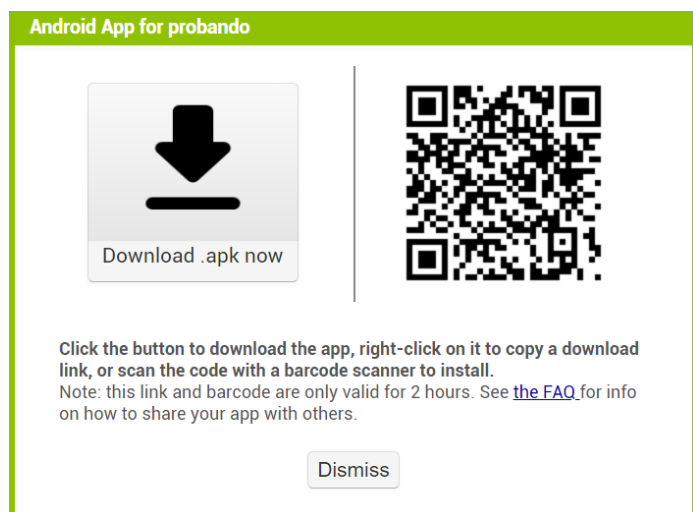 Android App for probando
Download .apk now
Click the button to download the app, right-click on it to copy a download
link, or scan the code with a barcode scanner to install.
Note: this link and barcode are only valid for 2 hours. See the FAQ for info
on how to share your app with others.
Dismiss